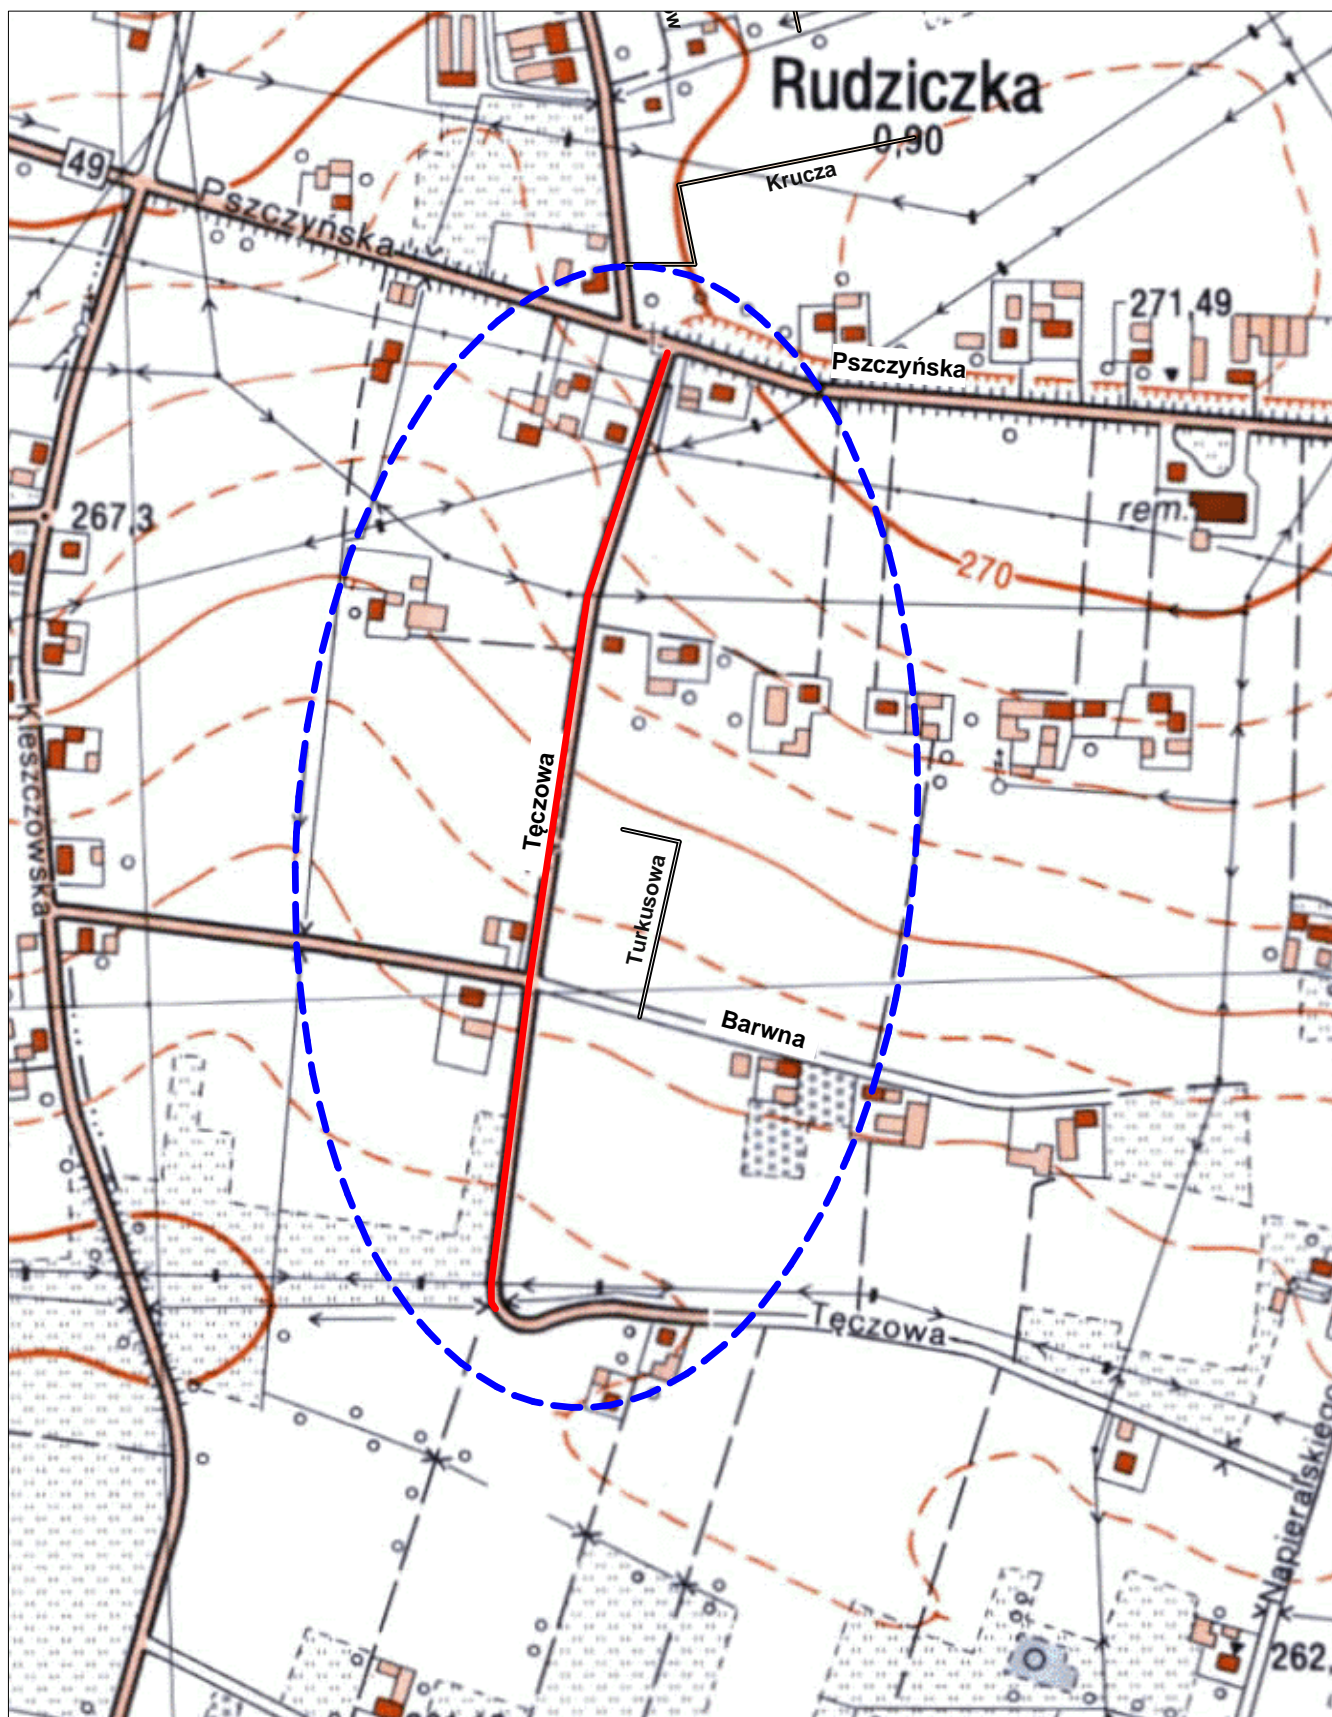 Rudziczka
0,90
Krucza
49
Pszczyńska
271,49
Pszczyńska
rem.
267,3
270
Kleszczowska
Tęczowa
Turkusowa
Barwna
Tęczowa
Napieralskiego
262,